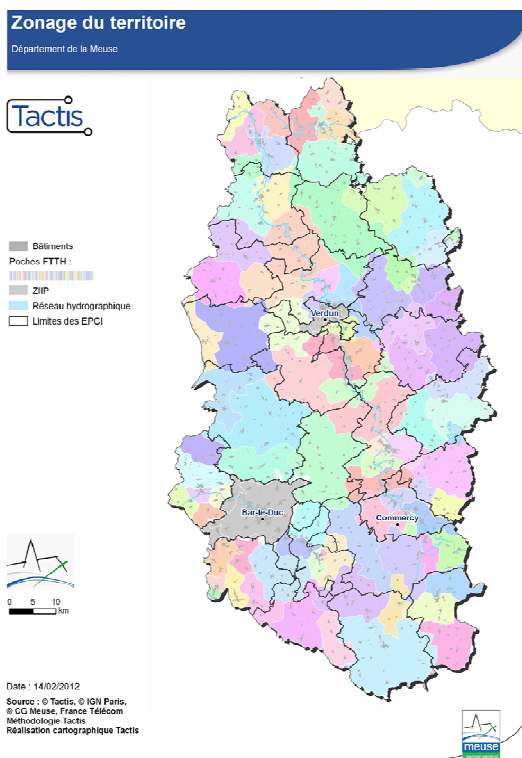 Zonage du territoire
Département de la Meuse
Tactis
Bâtiments
Poches FTTH :
ZIIP
Réseau hydrographique
Limites des EPCI
Verdun
Bar-le-Duc
Commercy
0 5 10
km
Date : 14/02/2012
Source : © Tactis, © IGN Paris,
© CG Meuse, France Télécom
Méthodologie Tactis
Réalisation cartographique Tactis
meuse